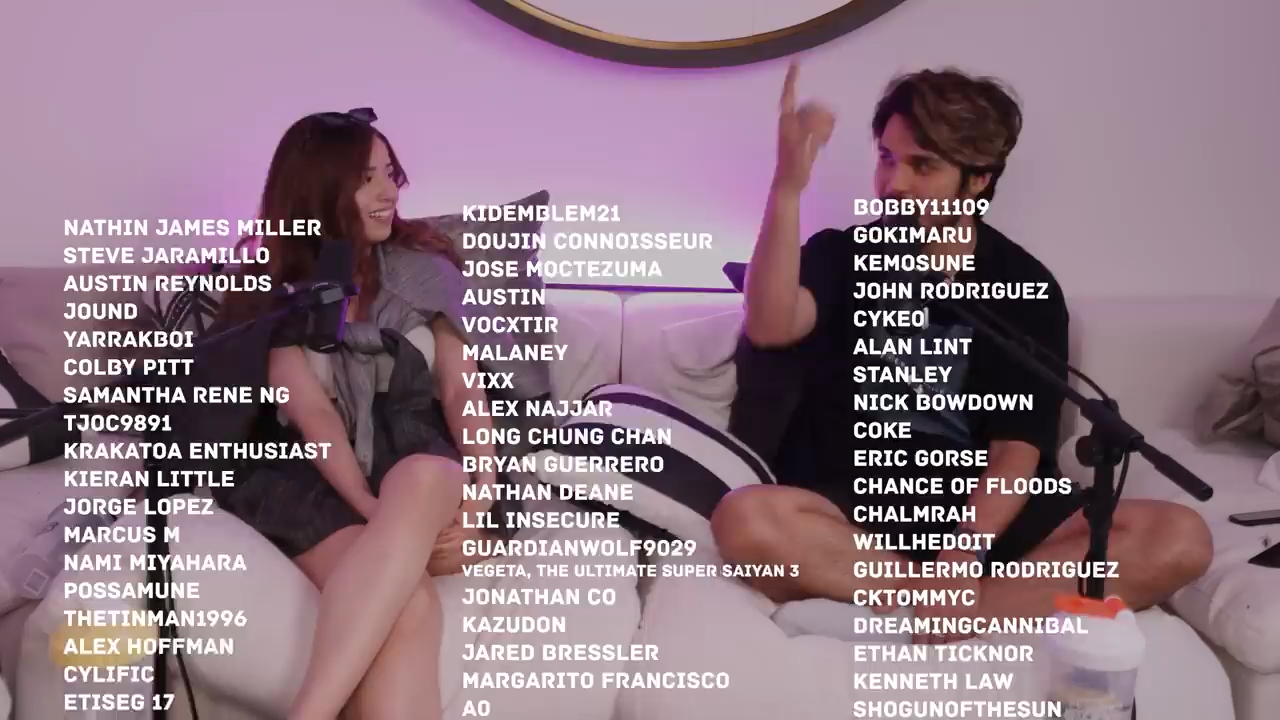 NATHIN JAMES MILLER
STEVE JARAMILLO
AUSTIN REYNOLDS
JOUND
YARRAKBOI
COLBY PITT
SAMANTHA RENE NG
TJOC9891
KRAKATOA ENTHUSIAST
KIERAN LITTLE
JORGE LOPEZ
MARCUS M
NAMI MIYAHARA
POSSAMUNE
THETINMAN1996
ALEX HOFFMAN
CYLIFIC
ETISEG 17
KIDEMBLEM21
DOUJIN CONNOISSEUR
JOSE MOCTEZUMA
AUSTIN
VOCXTIR
MALANEY
VIXX
ALEX NAJJAR
LONG CHUNG CHAN
BRYAN GUERRERO
NATHAN DEANE
LIL INSECURE
GUARDIANWOLF9029
VEGETA, THE ULTIMATE SUPER SAIYAN 3
JONATHAN CO
KAZUDON
JARED BRESSLER
MARGARITO FRANCISCO
AO
BOBBY11109
GOKIMARU
KEMOSUNE
JOHN RODRIGUEZ
CYKEO
ALAN LINT
STANLEY
NICK BOWDOWN
COKE
ERIC GORSE
CHANCE OF FLOODS
CHALMRAH
WILLHEDOIT
GUILLERMO RODRIGUEZ
CKTOMMYC
DREAMINGCANNIBAL
ETHAN TICKNOR
KENNETH LAW
SHOGUNOFTHESUN